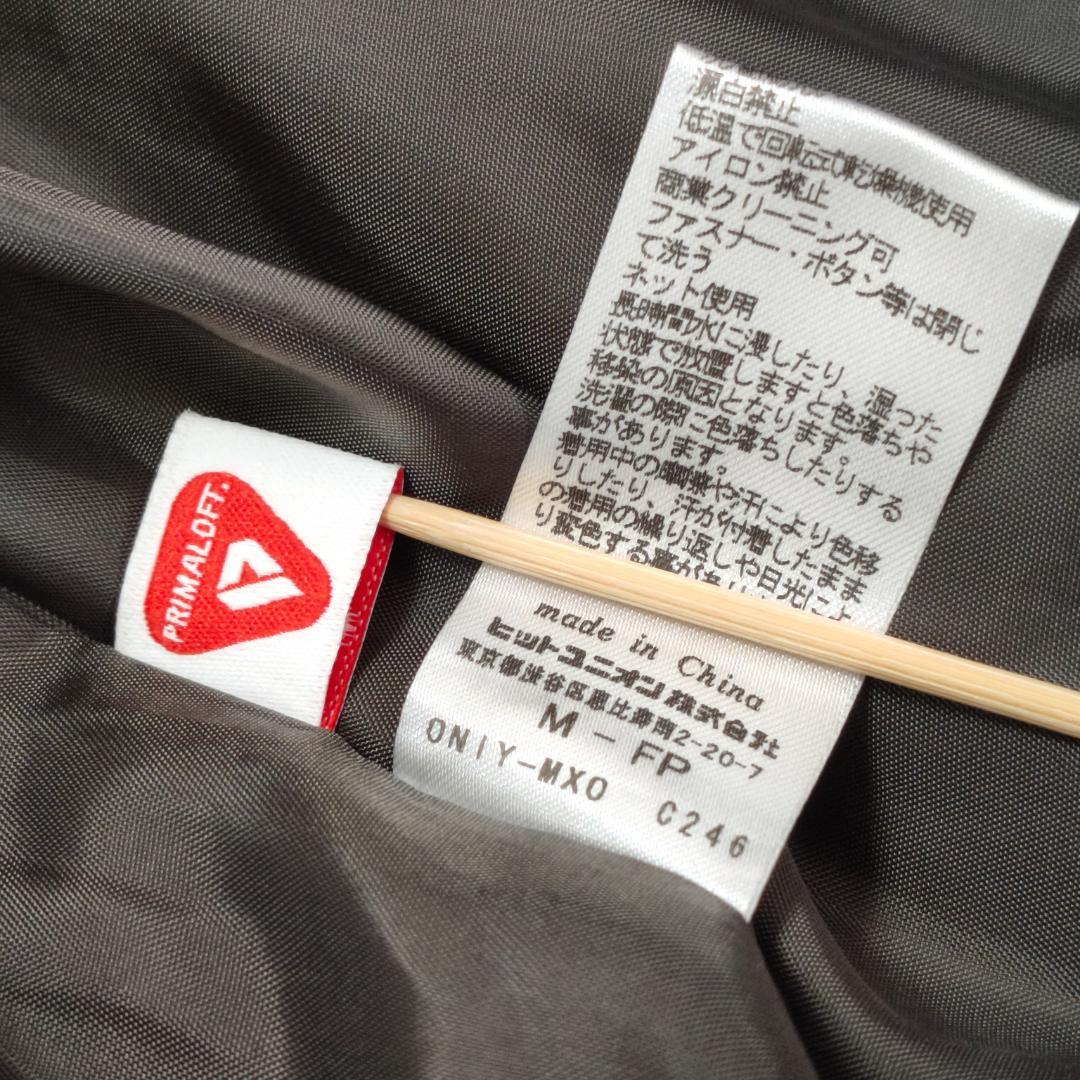 PRIMALOFT.
漂白禁止
低温で回転式乾燥機使用
アイロン禁止
商業クリーニング可
ファスナー・ボタン等は閉じ
て洗う
ネット使用
長時間水に浸したり、湿った
状態で放置しますと色落ちや
移染の原因となります。
洗濯の際に色落ちしたりする
事があります。
着用中の摩擦や汗により色移
りしたり、汗が付着したまま
の着用の繰り返しや日光によ
り変色する事があり
made in China
ヒットユニオン株式会社
東京都渋谷区恵比寿南2-20-7
M - FP
ONIY-MXO C246